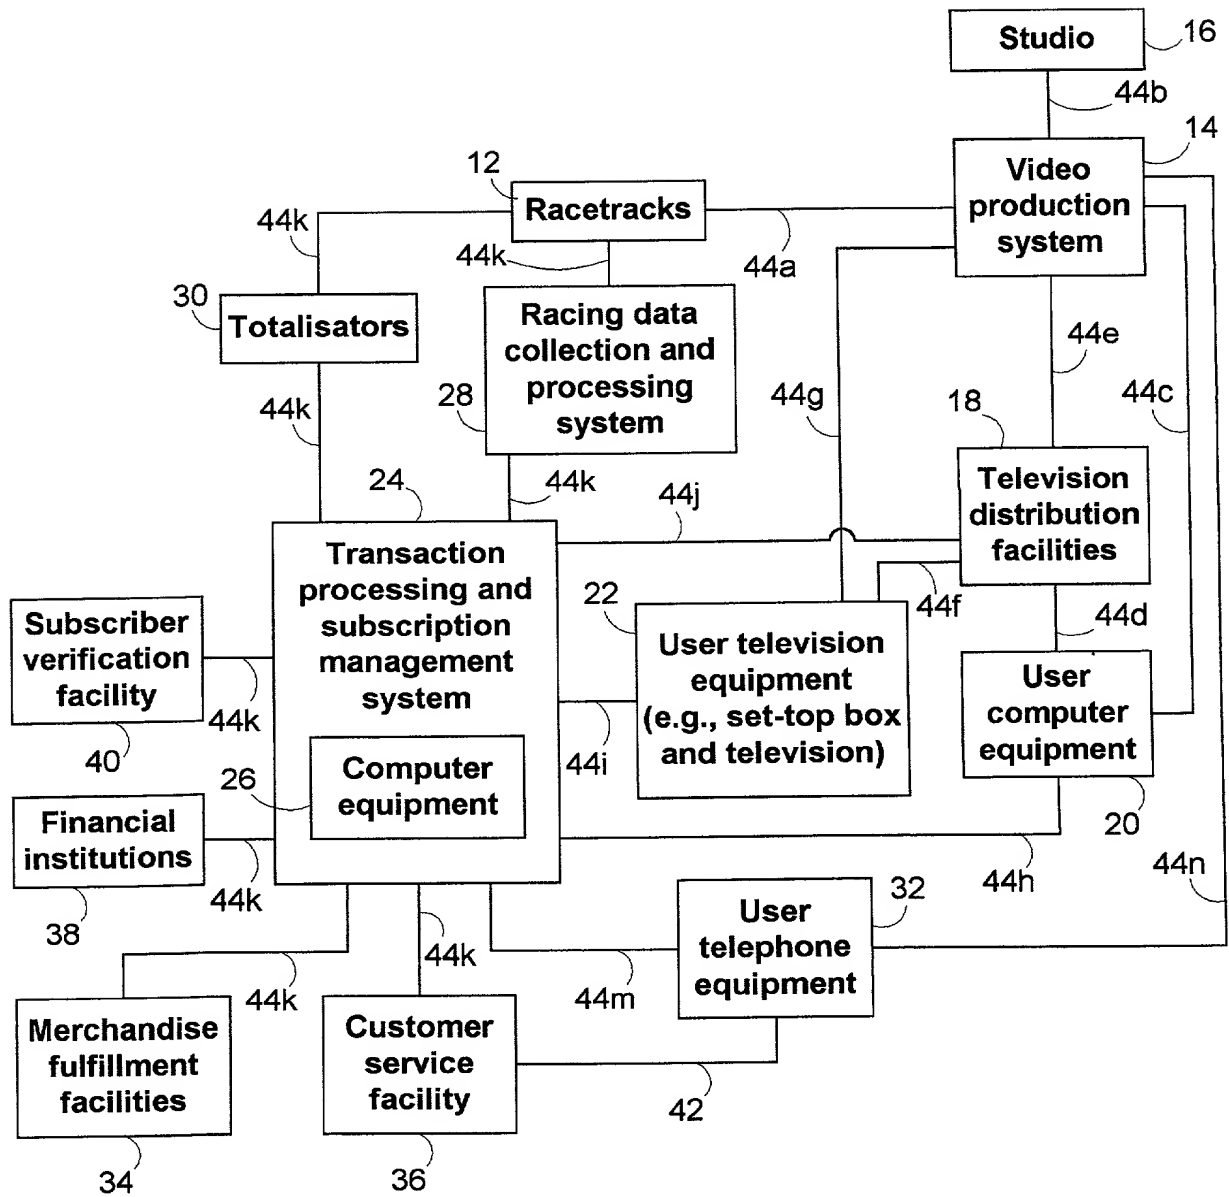 Studio
16
44b
14
Video
production
system
12
Racetracks
44k
44k
44a
30
Totalisators
Racing data
collection and
processing
system
44e
28
44k
44g
44c
18
24
44k
44j
Television
distribution
facilities
Transaction
processing and
subscription
management
system
22
44f
44d
Subscriber
verification
facility
User television
equipment
(e.g., set-top box
and television)
User
computer
equipment
44k
40
44i
26
Computer
equipment
20
Financial
institutions
44k
38
44h
44n
32
User
telephone
equipment
44k
44k
44m
Merchandise
fulfillment
facilities
Customer
service
facility
42
34
36